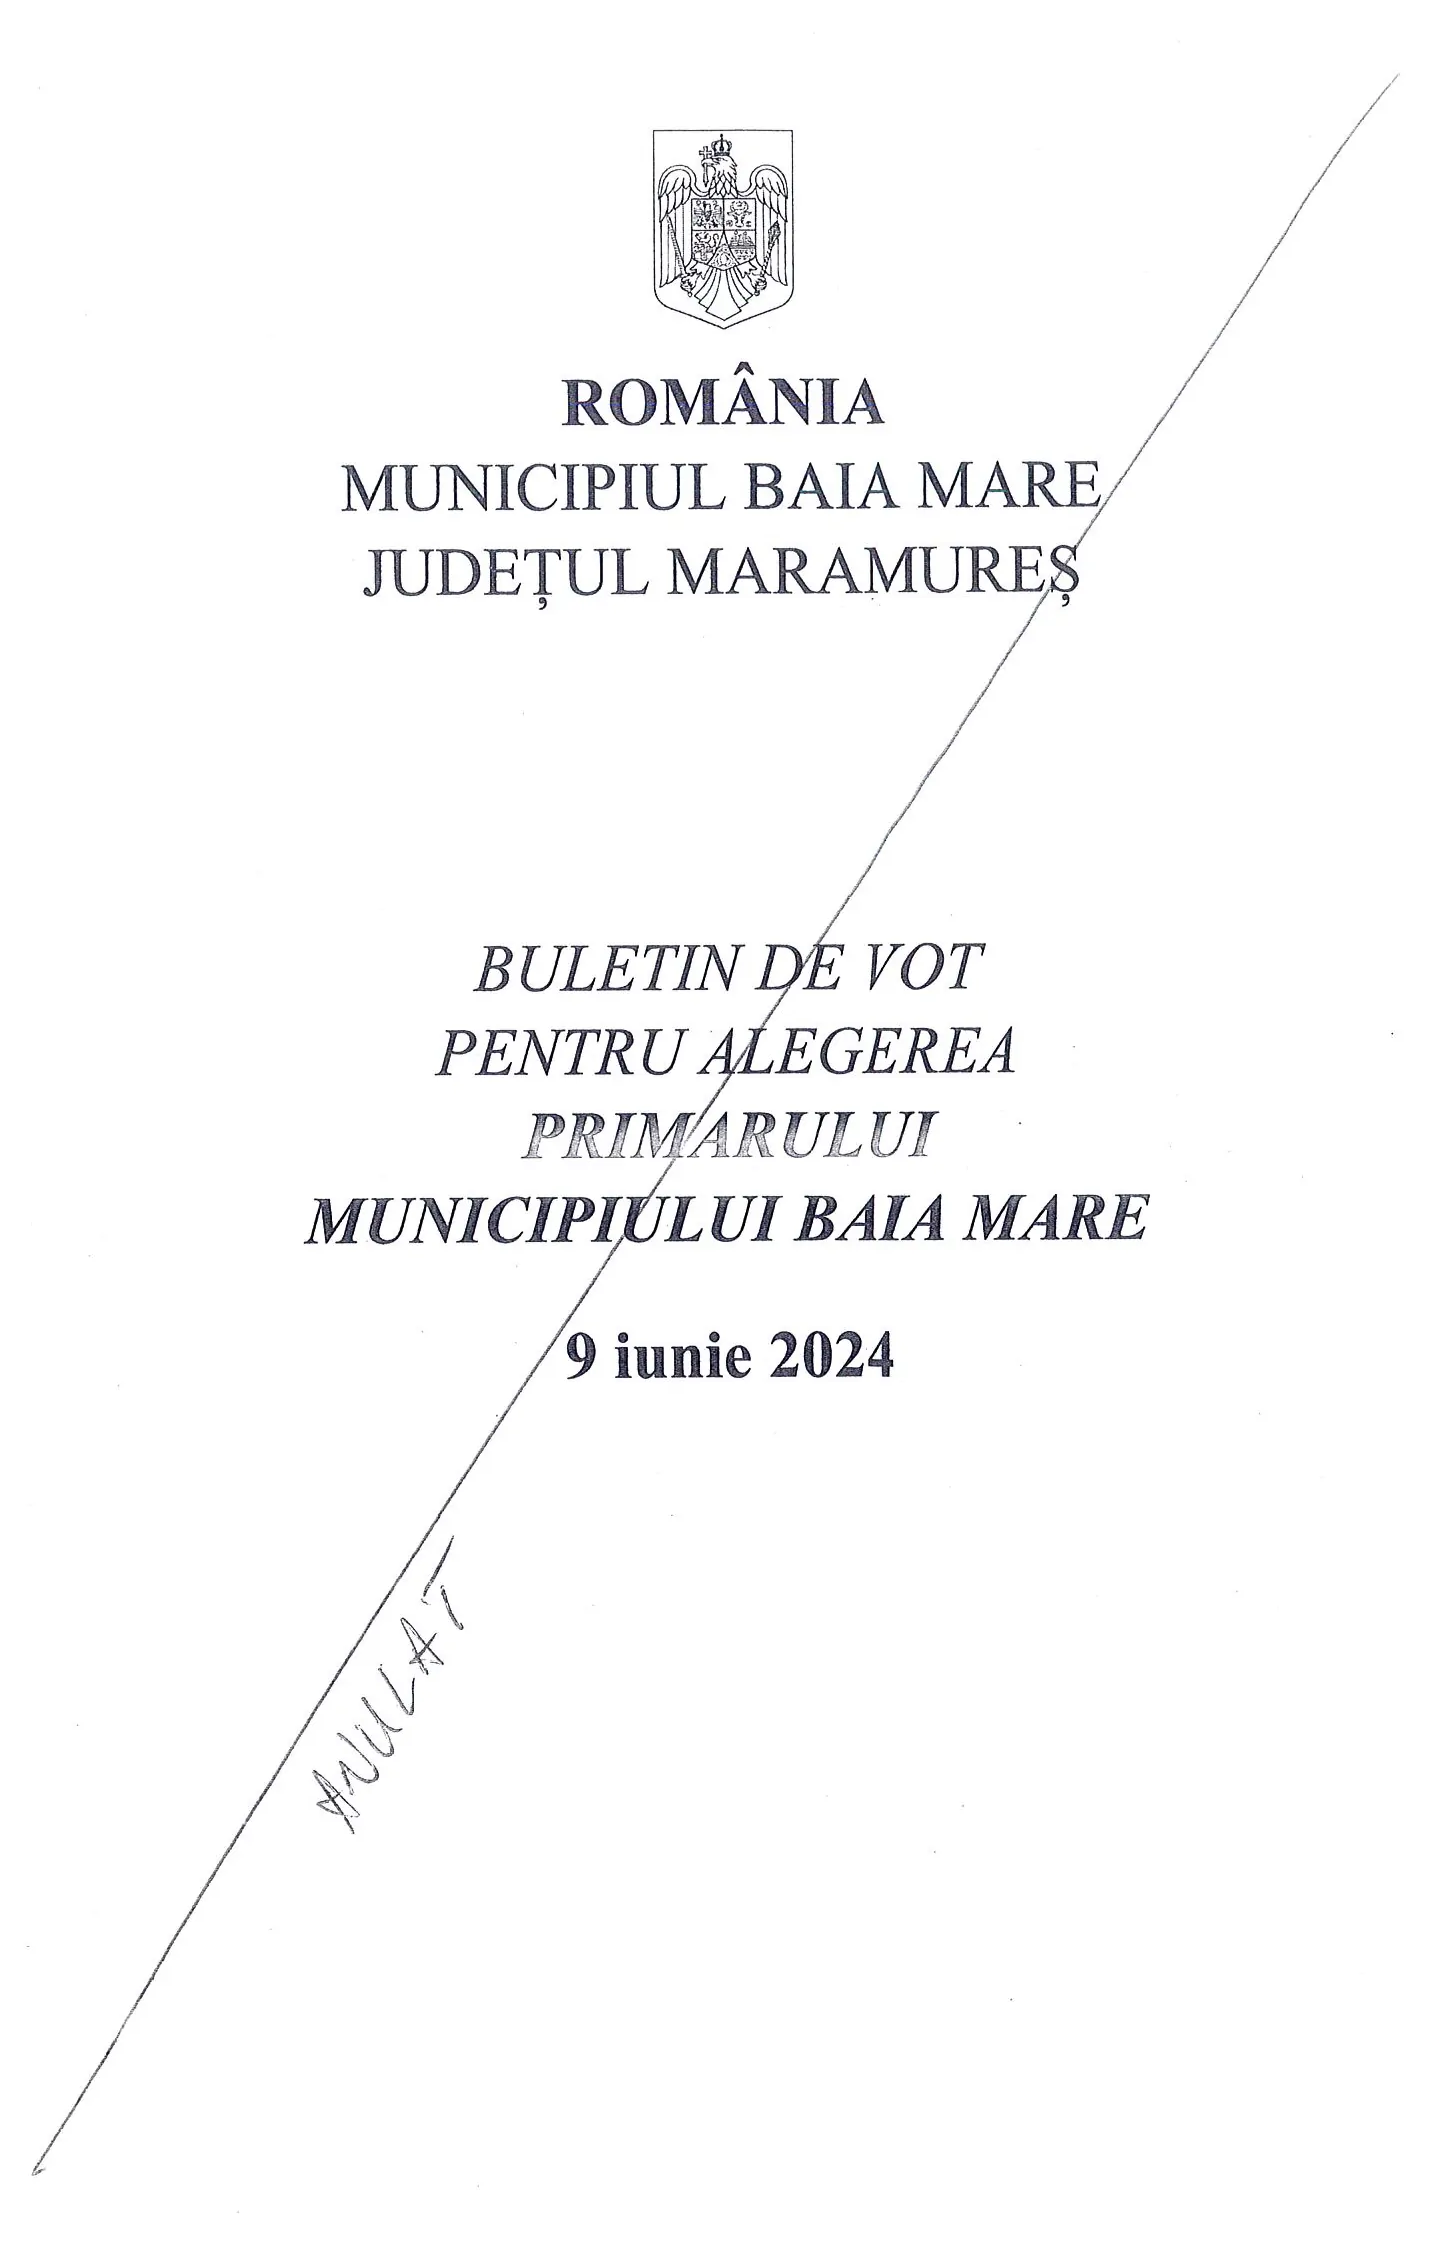 ROMÂNIA
MUNICIPIUL BAIA MARE
JUDEȚUL MARAMUREȘ
BULETIN DE VOT
PENTRU ALEGEREA
PRIMARULUI
MUNICIPIULUI BAIA MARE
9 iunie 2024
ANULAT